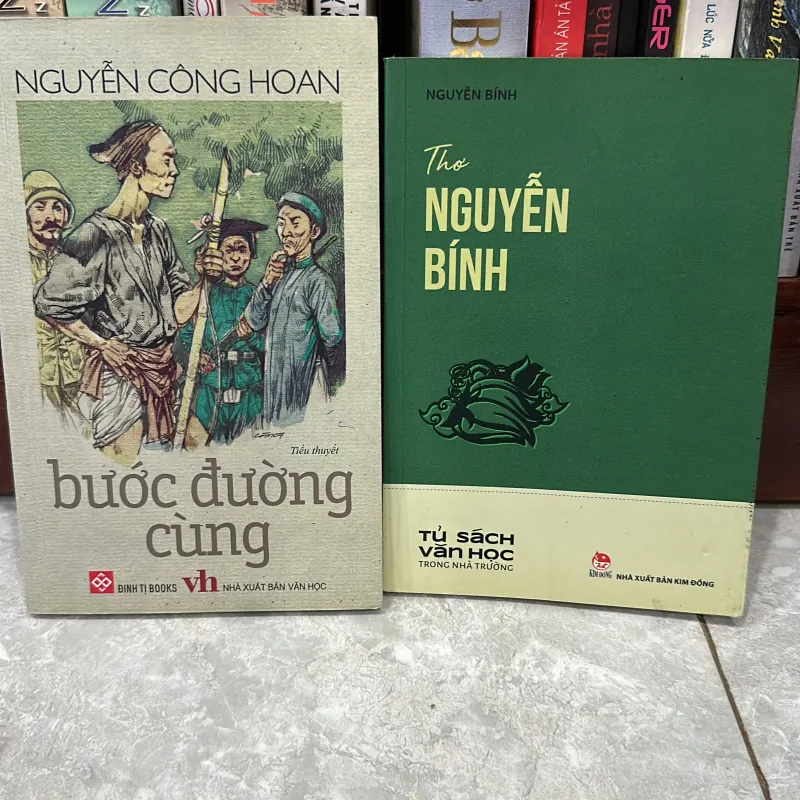 NGUYỄN CÔNG HOAN
Tiểu thuyết
bước đường
cùng
ĐINH TỊ BOOKS vh NHÀ XUẤT BẢN VĂN HỌC
NGUYỄN BÍNH
Thơ
NGUYỄN
BÍNH
TỦ SÁCH
VĂN HỌC
TRONG NHÀ TRƯỜNG
KIM ĐỒNG NHÀ XUẤT BẢN KIM ĐỒNG